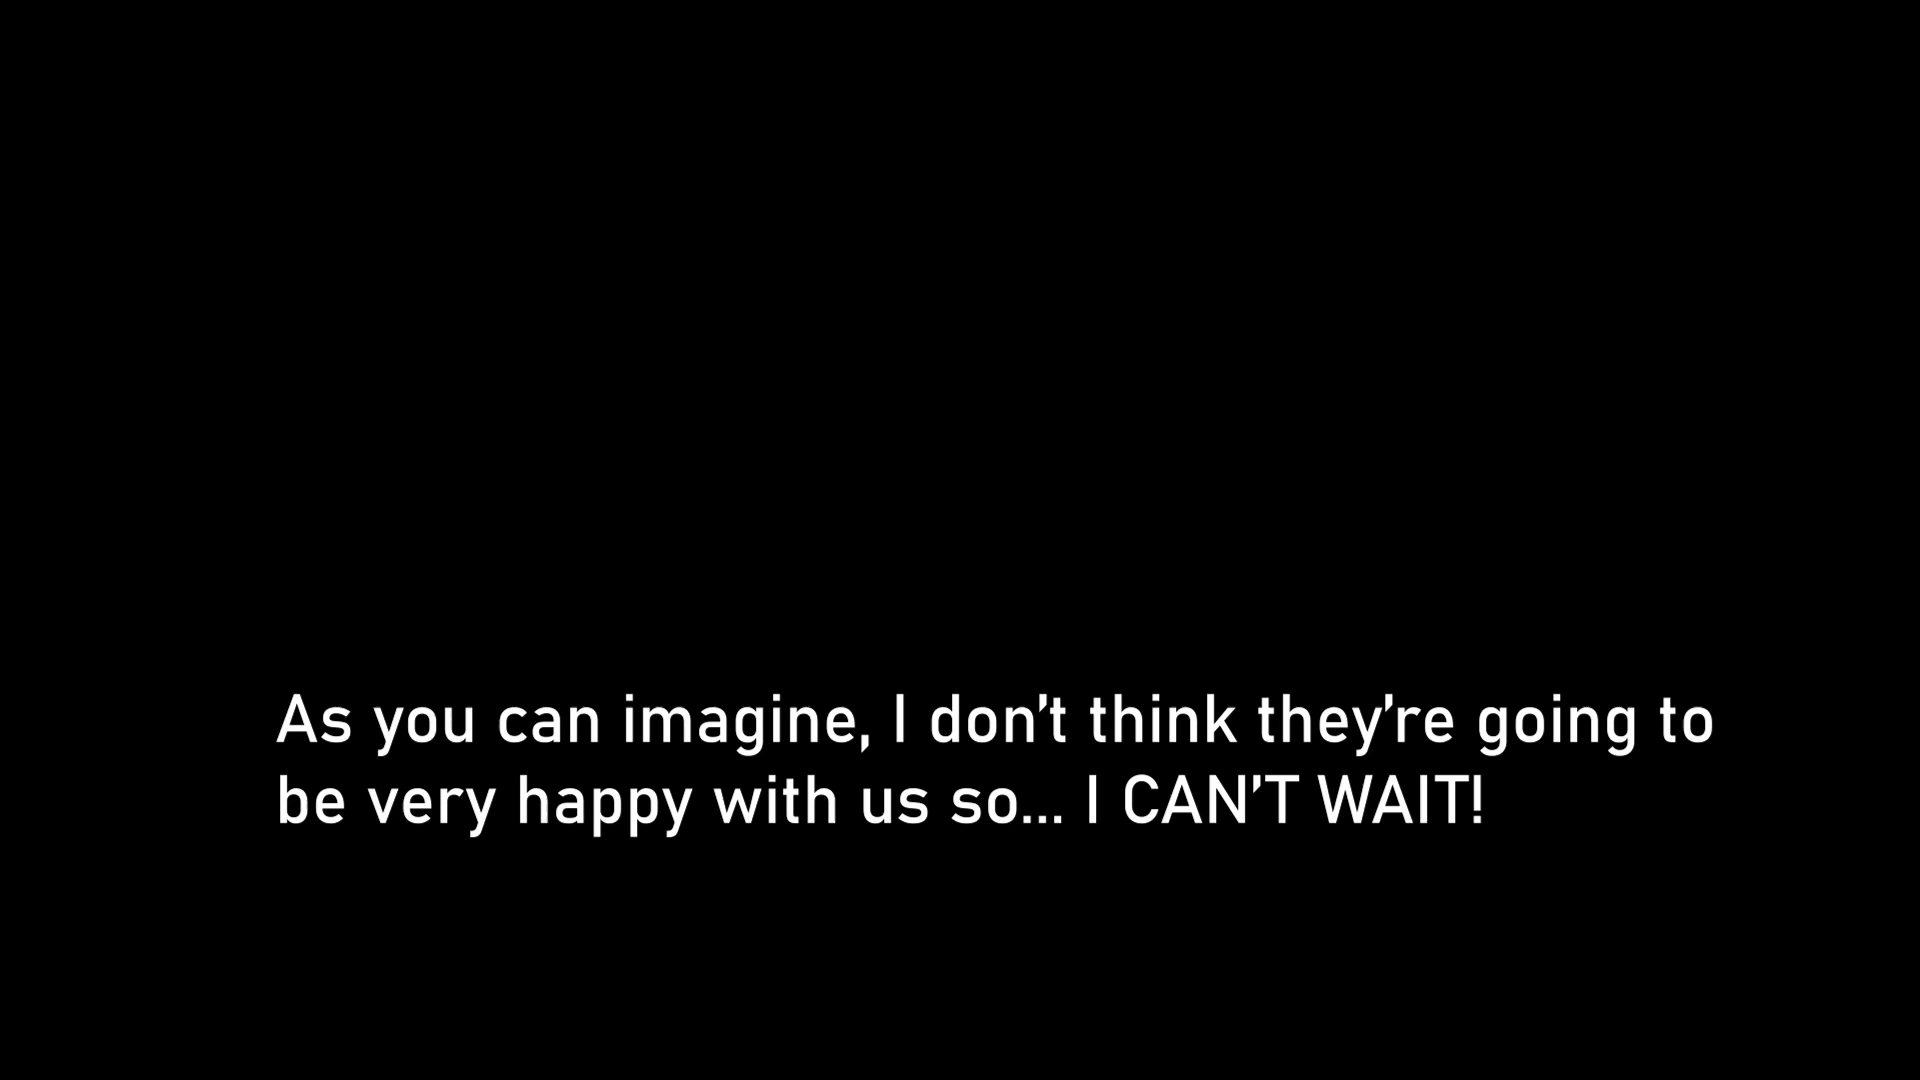 As you can imagine, I don’t think they’re going to
be very happy with us so... I CAN’T WAIT!